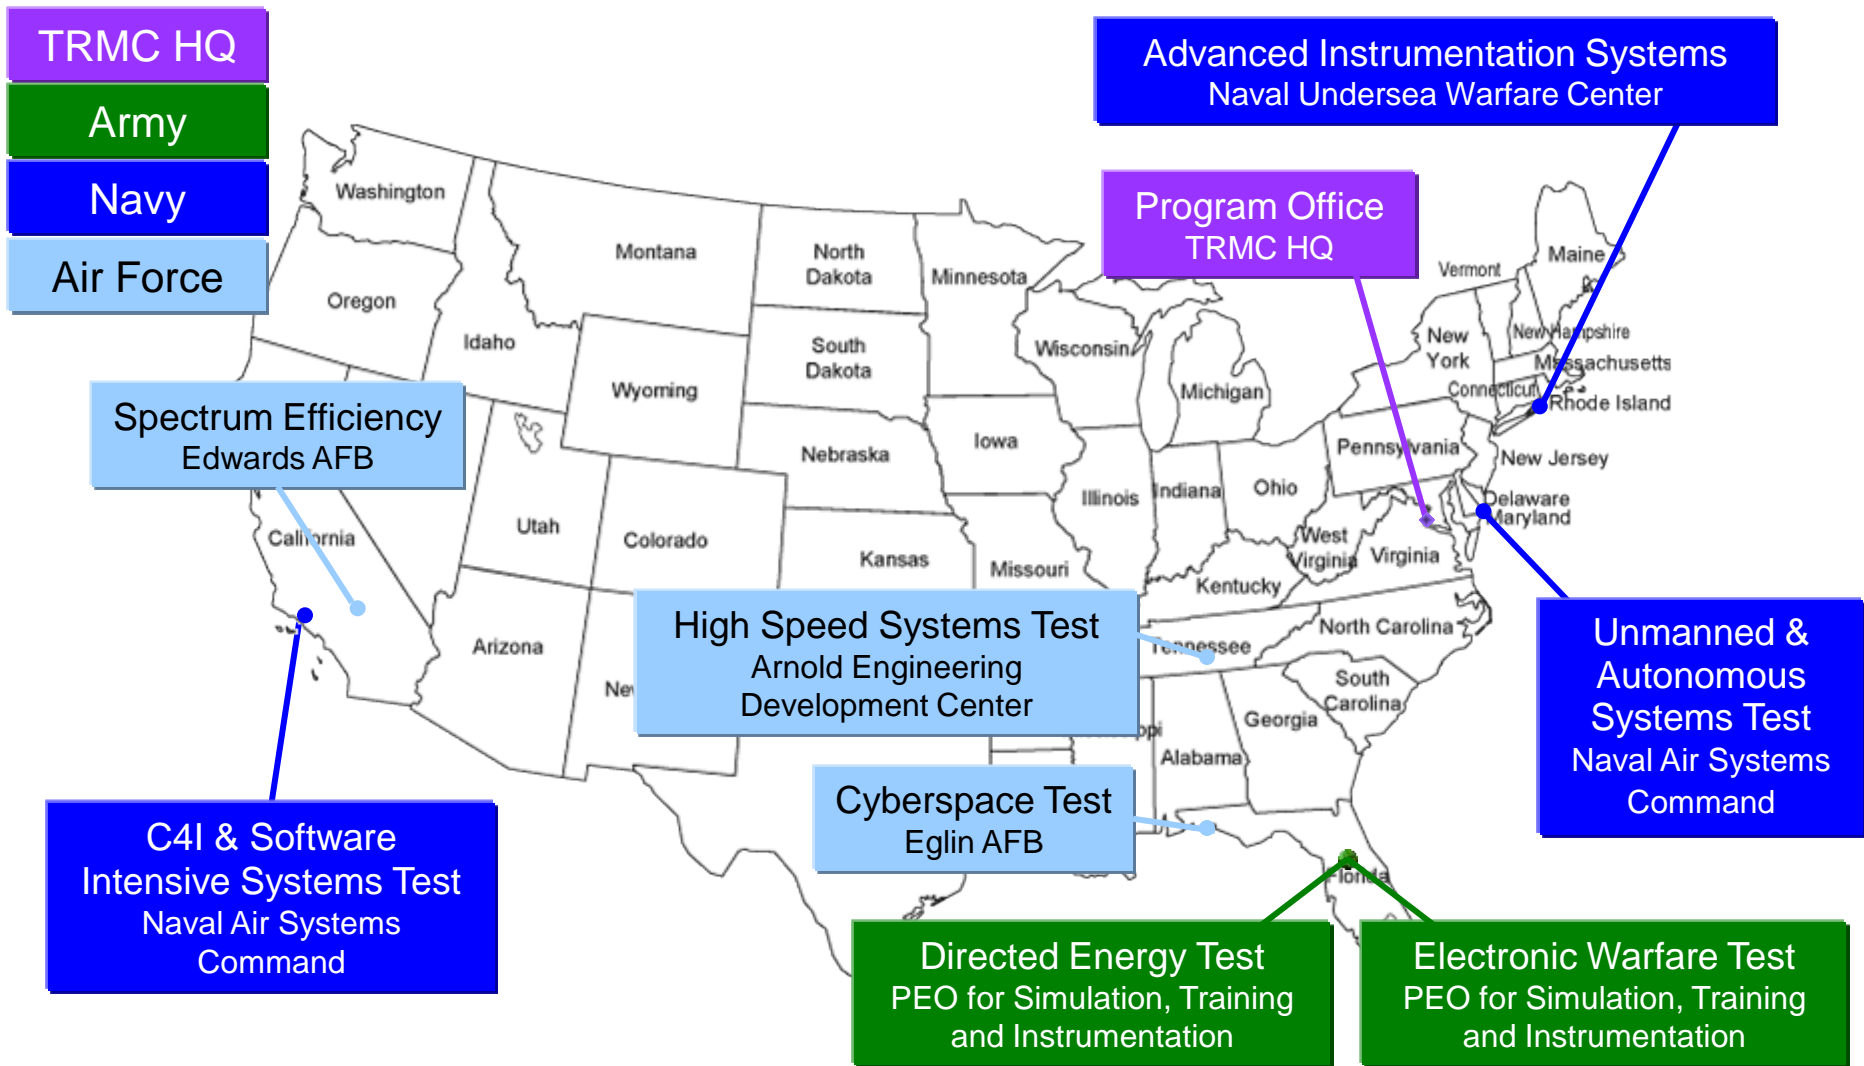 TRMC HQ
Army
Navy
Air Force
Advanced Instrumentation Systems
Naval Undersea Warfare Center
Program Office
TRMC HQ
Spectrum Efficiency
Edwards AFB
High Speed Systems Test
Arnold Engineering
Development Center
Cyberspace Test
Eglin AFB
C4I & Software
Intensive Systems Test
Naval Air Systems
Command
Unmanned &
Autonomous
Systems Test
Naval Air Systems
Command
Directed Energy Test
PEO for Simulation, Training
and Instrumentation
Electronic Warfare Test
PEO for Simulation, Training
and Instrumentation
Washington
Oregon
Idaho
Montana
North
Dakota
Minnesota
South
Dakota
Wyoming
Wisconsin
Michigan
Vermont
Maine
New Hampshire
New
York
Massachusetts
Connecticut
Rhode Island
Pennsylvania
New Jersey
Delaware
Maryland
Iowa
Nebraska
Illinois
Indiana
Ohio
West
Virginia
Virginia
California
Utah
Colorado
Kansas
Missouri
Kentucky
Arizona
Tennessee
North Carolina
South
Carolina
Georgia
Alabama
Florida